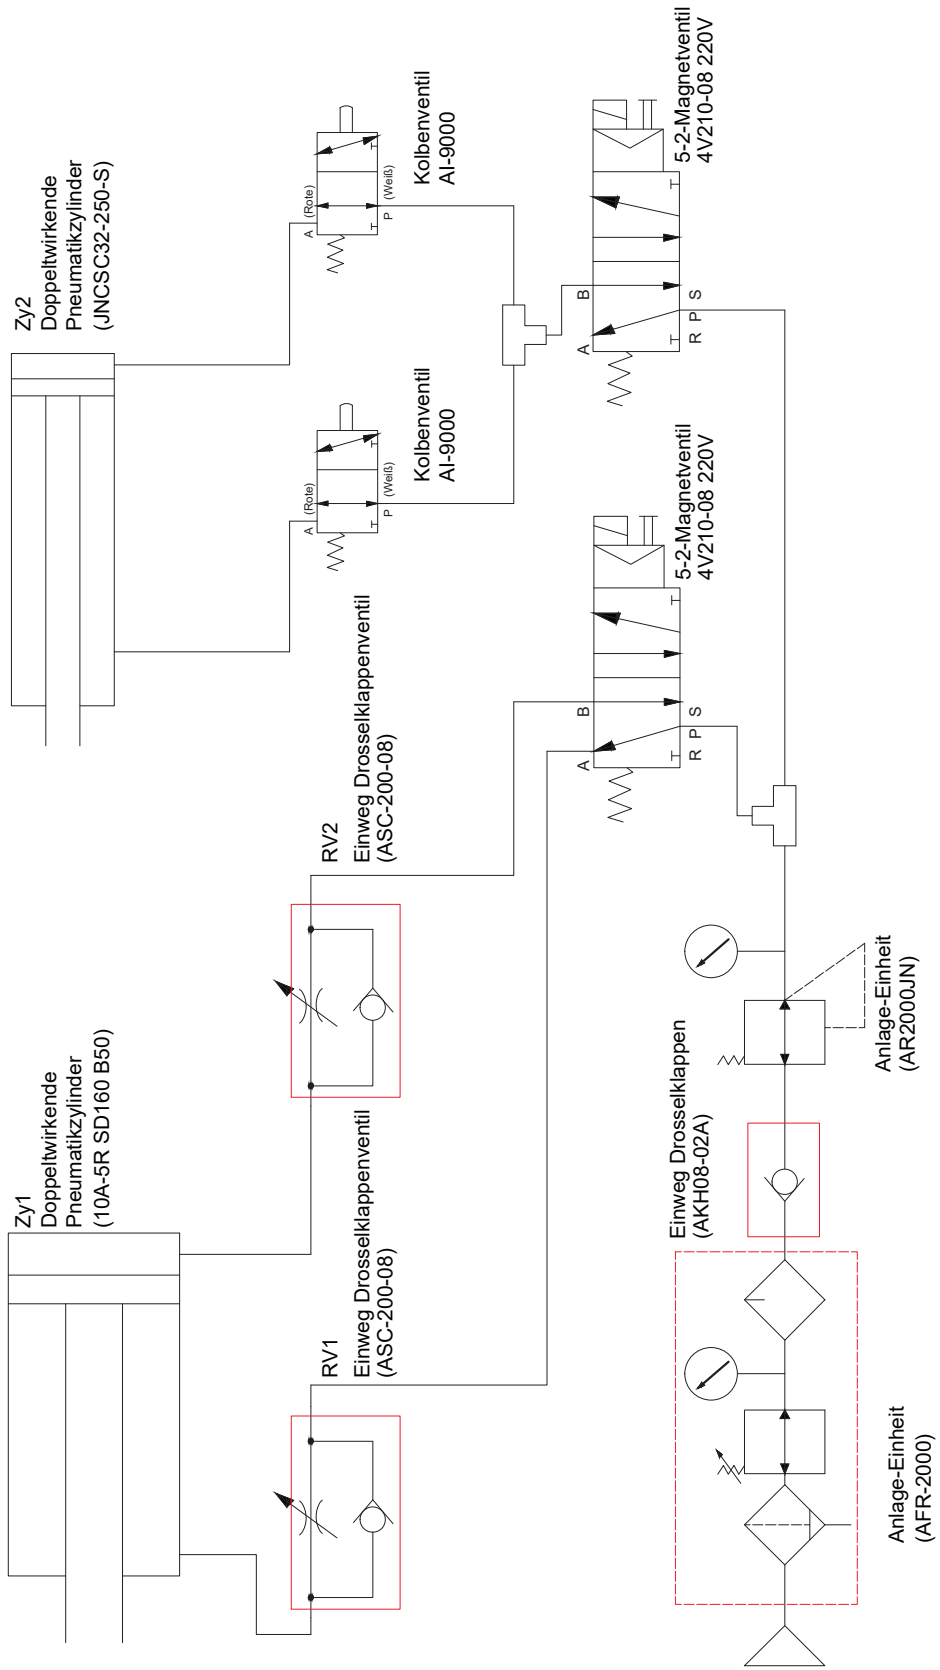 Zy1
Doppeltwirkende
Pneumatikzylinder
(10A-5R SD160 B50)
Zy2
Doppeltwirkende
Pneumatikzylinder
(JNCSC32-250-S)
RV1
Einweg Drosselklappenventil
(ASC-200-08)
RV2
Einweg Drosselklappenventil
(ASC-200-08)
A (Rote)
P (Weiß)
Kolbenventil
AI-9000
A (Rote)
P (Weiß)
Kolbenventil
AI-9000
A B
R P S
5-2-Magnetventil
4V210-08 220V
A B
R P S
5-2-Magnetventil
4V210-08 220V
Einweg Drosselklappen
(AKH08-02A)
Anlage-Einheit
(AFR-2000)
Anlage-Einheit
(AR2000JN)